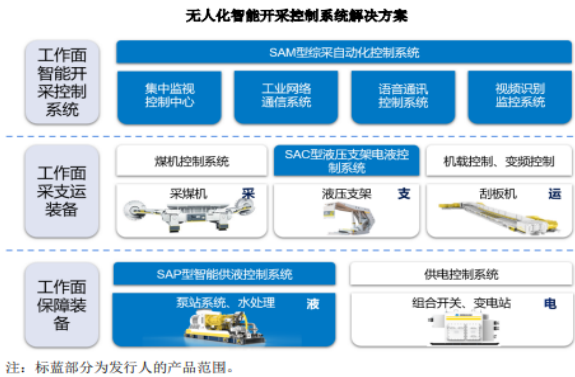 无人化智能开采控制系统解决方案
工作面
智能开
采控制
系统
SAM型综采自动化控制系统
集中监视
控制中心
工业网络
通信系统
语音通讯
控制系统
视频识别
监控系统
工作面
采支运
装备
煤机控制系统
SAC型液压支架电液控
制系统
机载控制、变频控制
采煤机 采
液压支架 支
刮板机 运
工作面
保障装
备
SAP型智能供液控制系统
供电控制系统
泵站系统、水处理 液
组合开关、变电站 电
注：标蓝部分为发行人的产品范围。